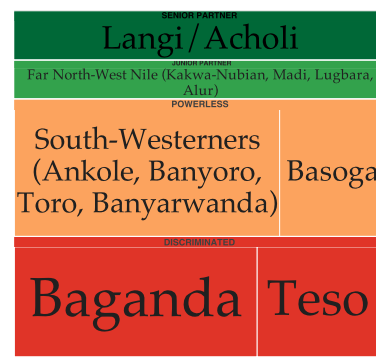 SENIOR PARTNER
Langi/Acholi
JUNIOR PARTNER
Far North-West Nile (Kakwa-Nubian, Madi, Lugbara,
Alur)
POWERLESS
South-Westerners
(Ankole, Banyoro,
Toro, Banyarwanda)
Basoga
DISCRIMINATED
Baganda
Teso